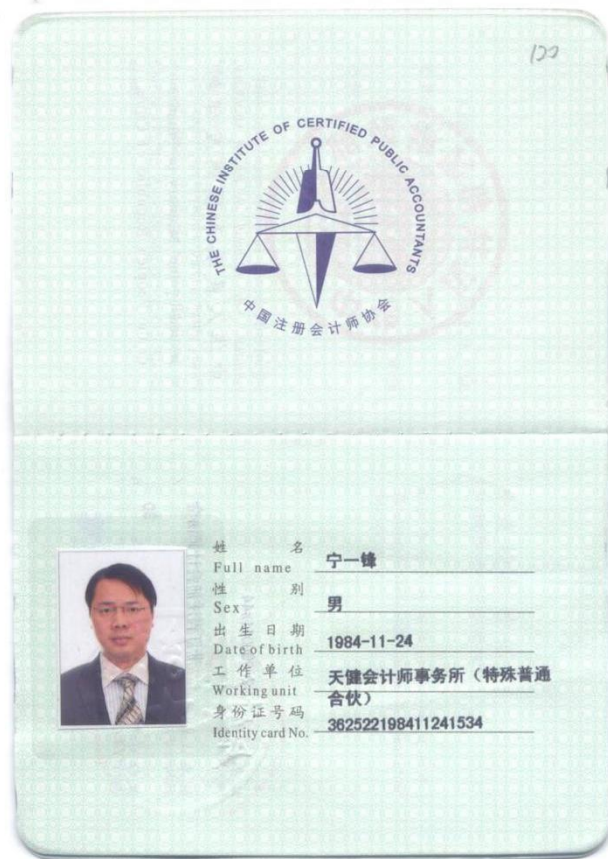 120
THE CHINESE INSTITUTE OF CERTIFIED PUBLIC ACCOUNTANTS
中国注册会计师协会
姓 名
Full name
宁一锋
性 别
Sex
男
出生日期
Date of birth
1984-11-24
工作单位
Working unit
天健会计师事务所（特殊普通
合伙）
身份证号码
Identity card No.
362522198411241534